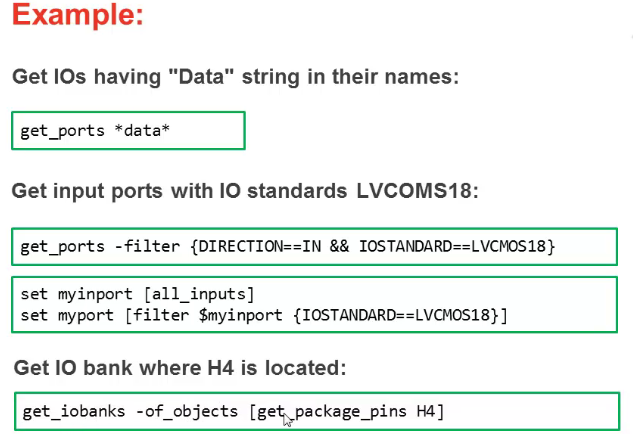 Example:
Get IOs having "Data" string in their names:
get_ports *data*
Get input ports with IO standards LVCOMS18:
get_ports -filter {DIRECTION==IN && IOSTANDARD==LVCMOS18}
set myinport [all_inputs]
set myport [filter $myinport {IOSTANDARD==LVCMOS18}]
Get IO bank where H4 is located:
get_iobanks -of_objects [get_package_pins H4]